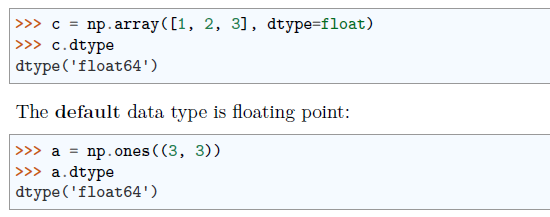 >>> c = np.array([1, 2, 3], dtype=float)
>>> c.dtype
dtype('float64')
The default data type is floating point:
>>> a = np.ones((3, 3))
>>> a.dtype
dtype('float64')